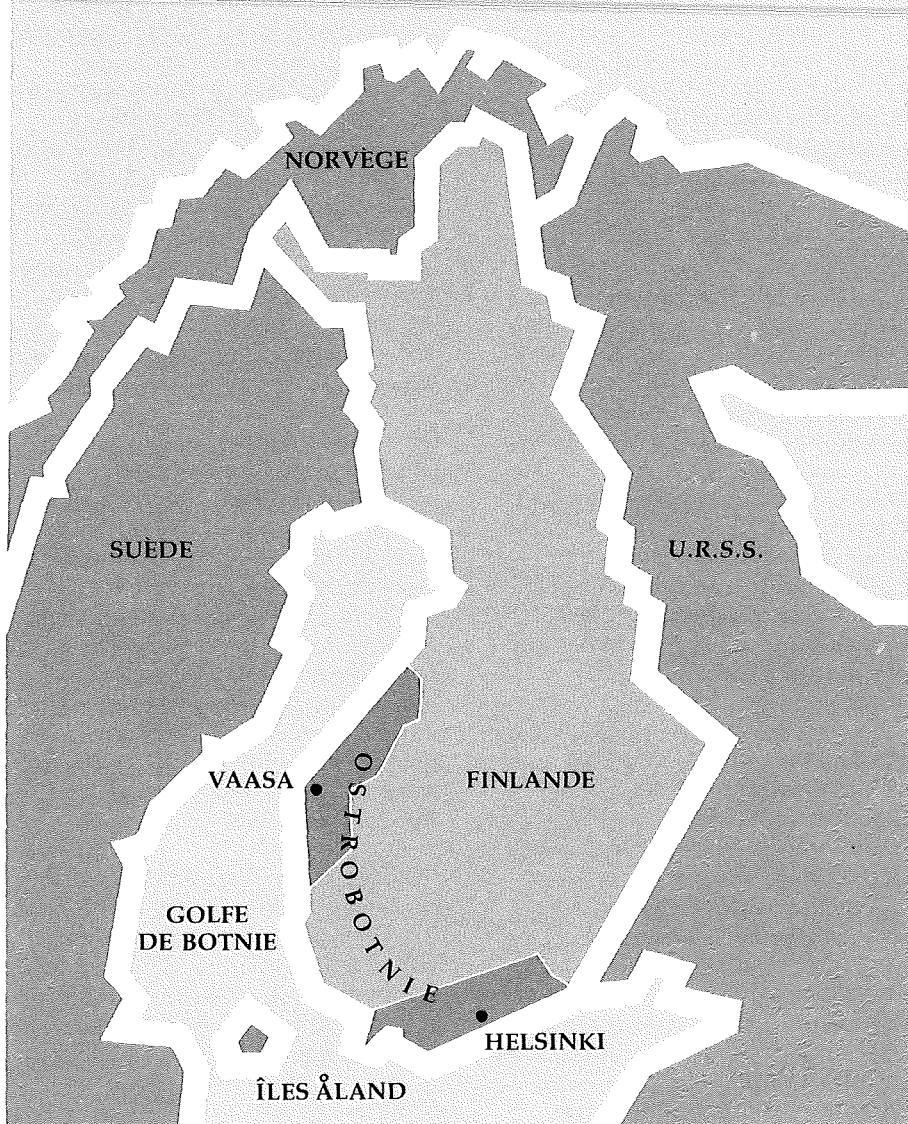 NORVÈGE
SUÈDE
U.R.S.S.
VAASA
FINLANDE
OSTROBOTNIE
GOLFE
DE BOTNIE
HELSINKI
ÎLES ÅLAND